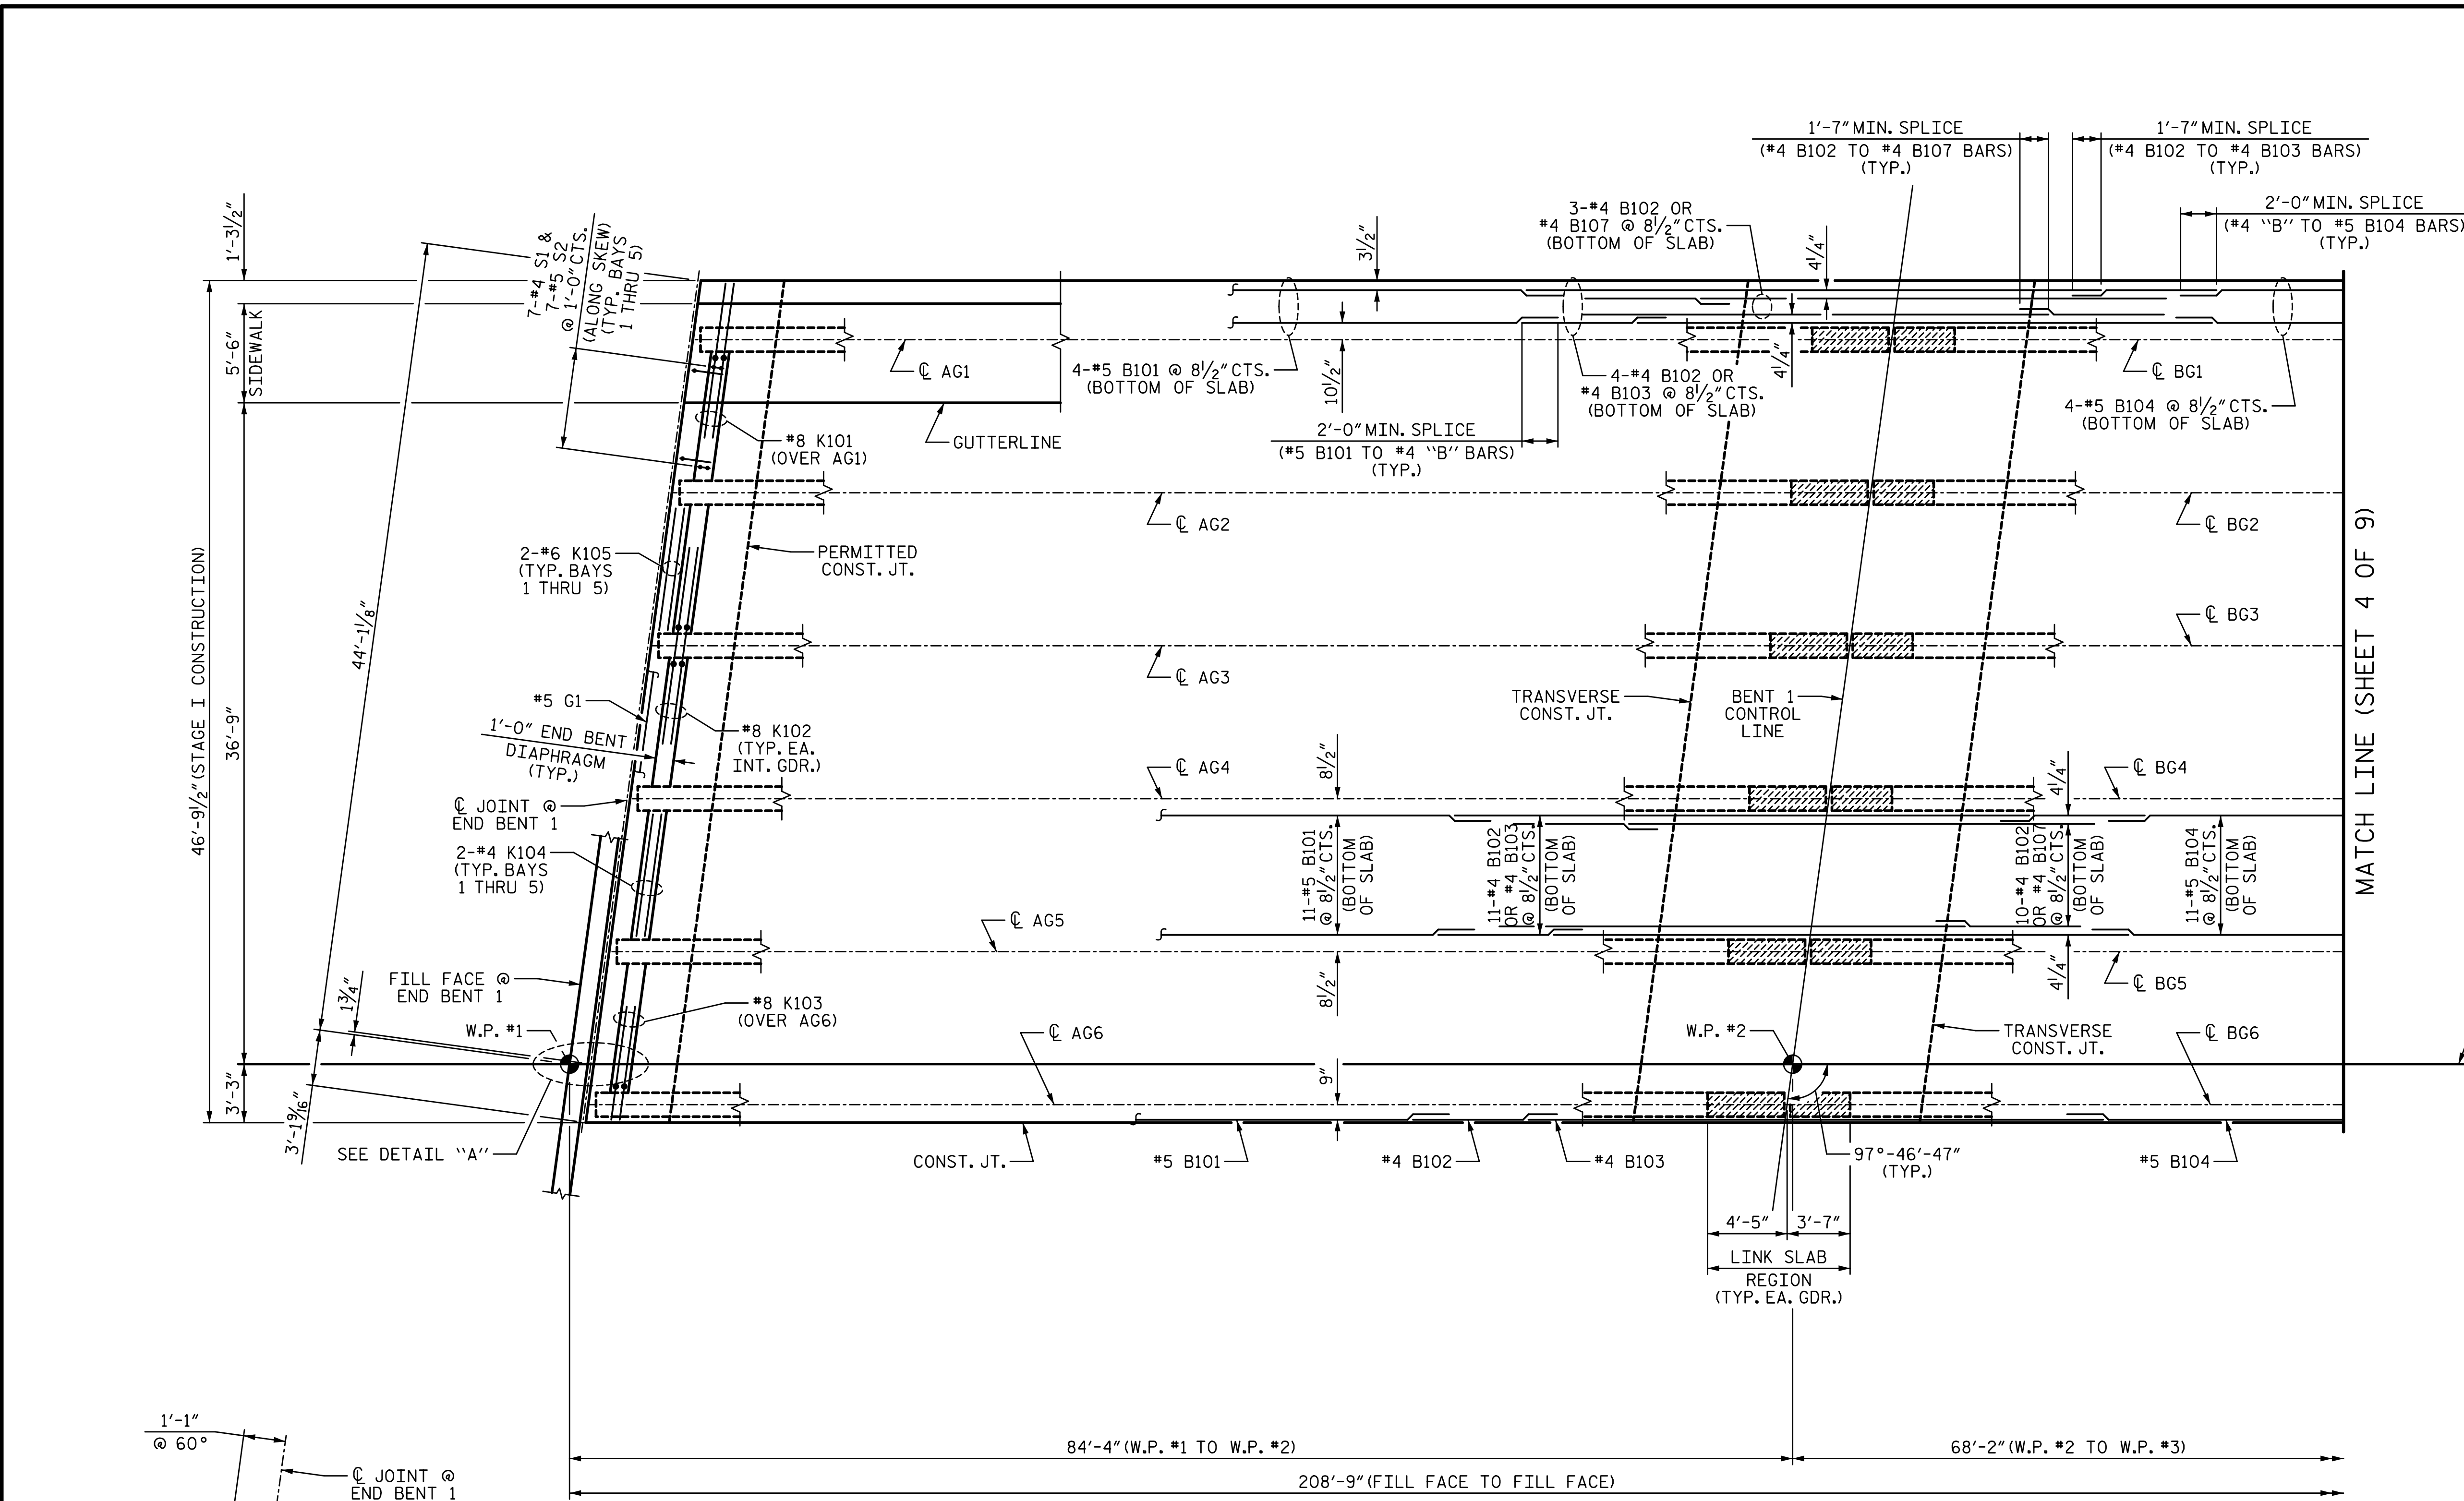 1'-7" MIN. SPLICE
(#4 B102 TO #4 B107 BARS)
(TYP.)
1'-7" MIN. SPLICE
(#4 B102 TO #4 B103 BARS)
(TYP.)
2'-0" MIN. SPLICE
(#4 "B" TO #5 B104 BARS)
(TYP.)
1'-3½"
7-#4 S1 &
7-#5 S2
@ 1'-0" CTS.
(ALONG SKEW)
(TYP. BAYS
1 THRU 5)
3-#4 B102 OR
#4 B107 @ 8½" CTS.
(BOTTOM OF SLAB)
3½"
4¼"
5'-6"
SIDEWALK
℄ AG1
4-#5 B101 @ 8½" CTS.
(BOTTOM OF SLAB)
10½"
4-#4 B102 OR
#4 B103 @ 8½" CTS.
(BOTTOM OF SLAB)
4¼"
℄ BG1
4-#5 B104 @ 8½" CTS.
(BOTTOM OF SLAB)
#8 K101
(OVER AG1)
GUTTERLINE
2'-0" MIN. SPLICE
(#5 B101 TO #4 "B" BARS)
(TYP.)
℄ AG2
℄ BG2
46'-9½" (STAGE I CONSTRUCTION)
44'-1⅛"
36'-9"
2-#6 K105
(TYP. BAYS
1 THRU 5)
PERMITTED
CONST. JT.
MATCH LINE (SHEET 4 OF 9)
℄ BG3
℄ AG3
#5 G1
1'-0" END BENT
DIAPHRAGM
(TYP.)
#8 K102
(TYP. EA.
INT. GDR.)
TRANSVERSE
CONST. JT.
BENT 1
CONTROL
LINE
℄ AG4
8½"
4¼"
℄ BG4
℄ JOINT @
END BENT 1
2-#4 K104
(TYP. BAYS
1 THRU 5)
11-#5 B101
@ 8½" CTS.
(BOTTOM
OF SLAB)
11-#4 B102
OR #4 B103
@ 8½" CTS.
(BOTTOM
OF SLAB)
10-#4 B102
OR #4 B107
@ 8½" CTS.
(BOTTOM
OF SLAB)
11-#5 B104
@ 8½" CTS.
(BOTTOM
OF SLAB)
℄ AG5
FILL FACE @
END BENT 1
1¾"
8½"
4¼"
℄ BG5
#8 K103
(OVER AG6)
W.P. #1
℄ AG6
W.P. #2
TRANSVERSE
CONST. JT.
℄ BG6
3'-3"
3'-1 9/16"
9"
SEE DETAIL "A"
CONST. JT.
#5 B101
#4 B102
#4 B103
97°-46'-47"
(TYP.)
#5 B104
4'-5"
3'-7"
LINK SLAB
REGION
(TYP. EA. GDR.)
1'-1"
@ 60°
℄ JOINT @
END BENT 1
84'-4" (W.P. #1 TO W.P. #2)
68'-2" (W.P. #2 TO W.P. #3)
208'-9" (FILL FACE TO FILL FACE)